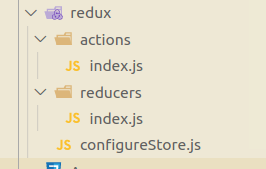 redux
actions
JS index.js
reducers
JS index.js
JS configureStore.js